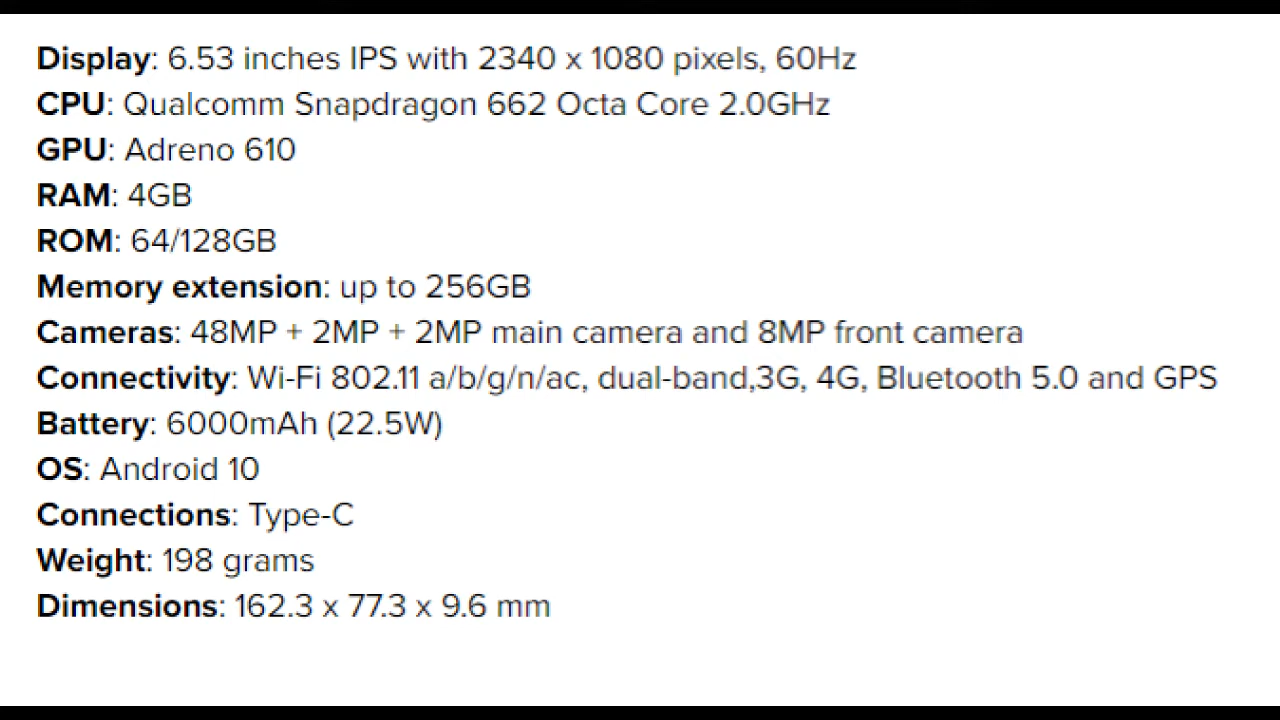 Display: 6.53 inches IPS with 2340 x 1080 pixels, 60Hz
CPU: Qualcomm Snapdragon 662 Octa Core 2.0GHz
GPU: Adreno 610
RAM: 4GB
ROM: 64/128GB
Memory extension: up to 256GB
Cameras: 48MP + 2MP + 2MP main camera and 8MP front camera
Connectivity: Wi-Fi 802.11 a/b/g/n/ac, dual-band,3G, 4G, Bluetooth 5.0 and GPS
Battery: 6000mAh (22.5W)
OS: Android 10
Connections: Type-C
Weight: 198 grams
Dimensions: 162.3 x 77.3 x 9.6 mm